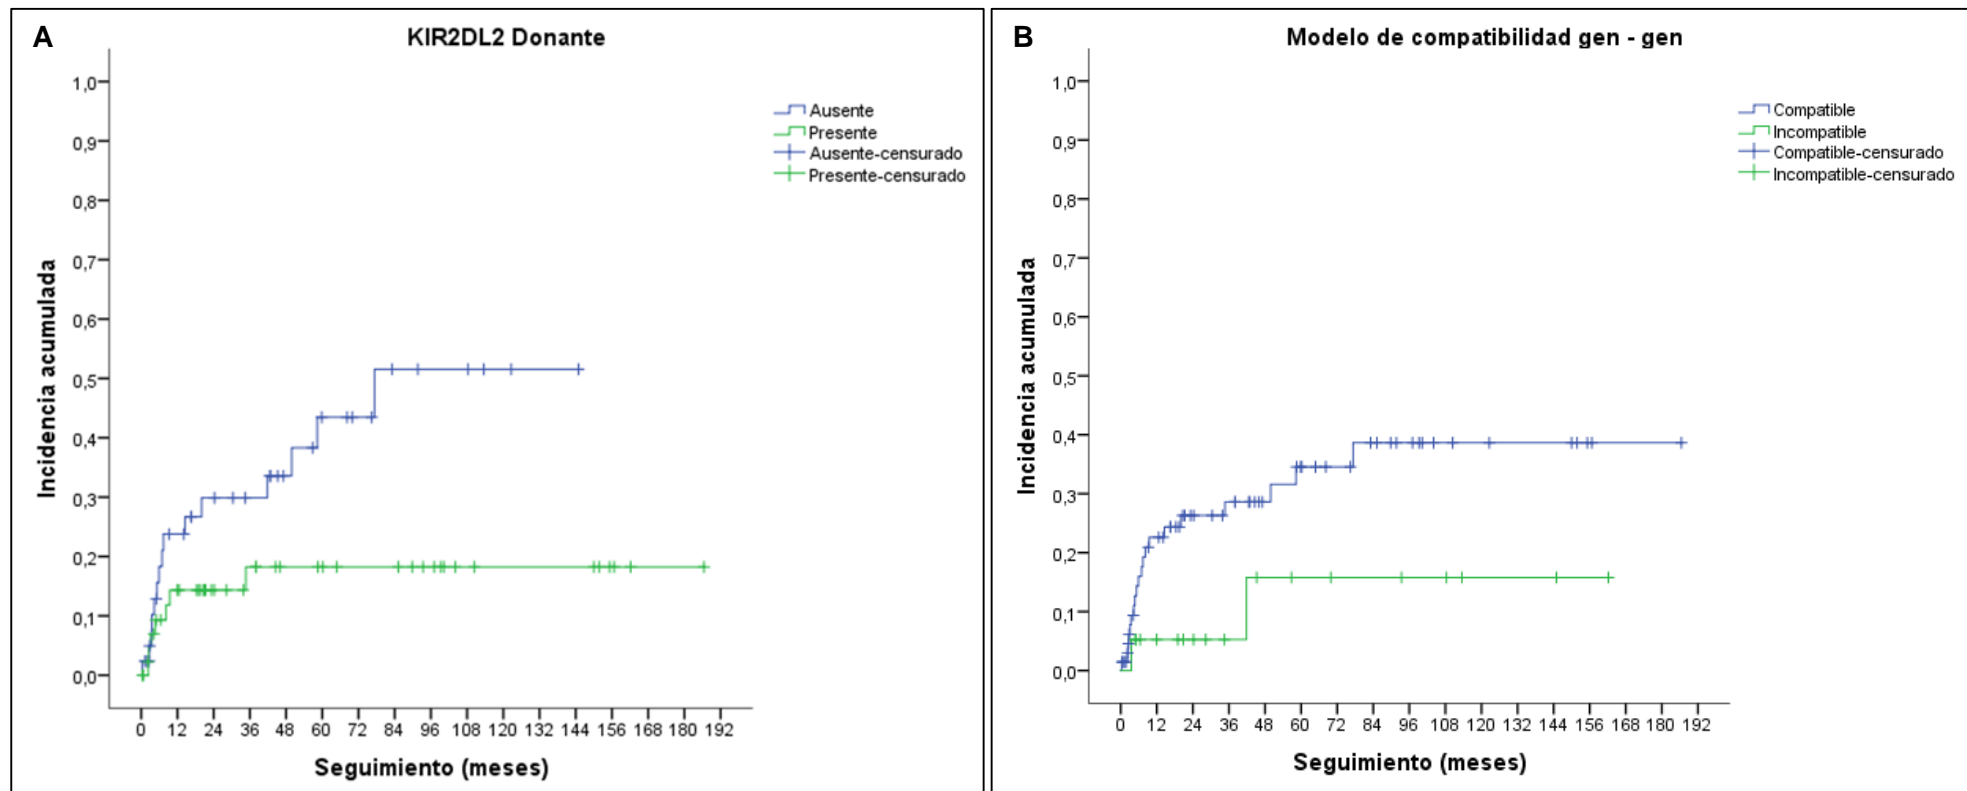 A
KIR2DL2 Donante
1,0
0,9
0,8
0,7
0,6
0,5
0,4
0,3
0,2
0,1
0,0
Incidencia acumulada
0 12 24 36 48 60 72 84 96 108 120 132 144 156 168 180 192
Seguimiento (meses)
Ausente
Presente
Ausente-censurado
Presente-censurado
B
Modelo de compatibilidad gen - gen
1,0
0,9
0,8
0,7
0,6
0,5
0,4
0,3
0,2
0,1
0,0
Incidencia acumulada
0 12 24 36 48 60 72 84 96 108 120 132 144 156 168 180 192
Seguimiento (meses)
Compatible
Incompatible
Compatible-censurado
Incompatible-censurado